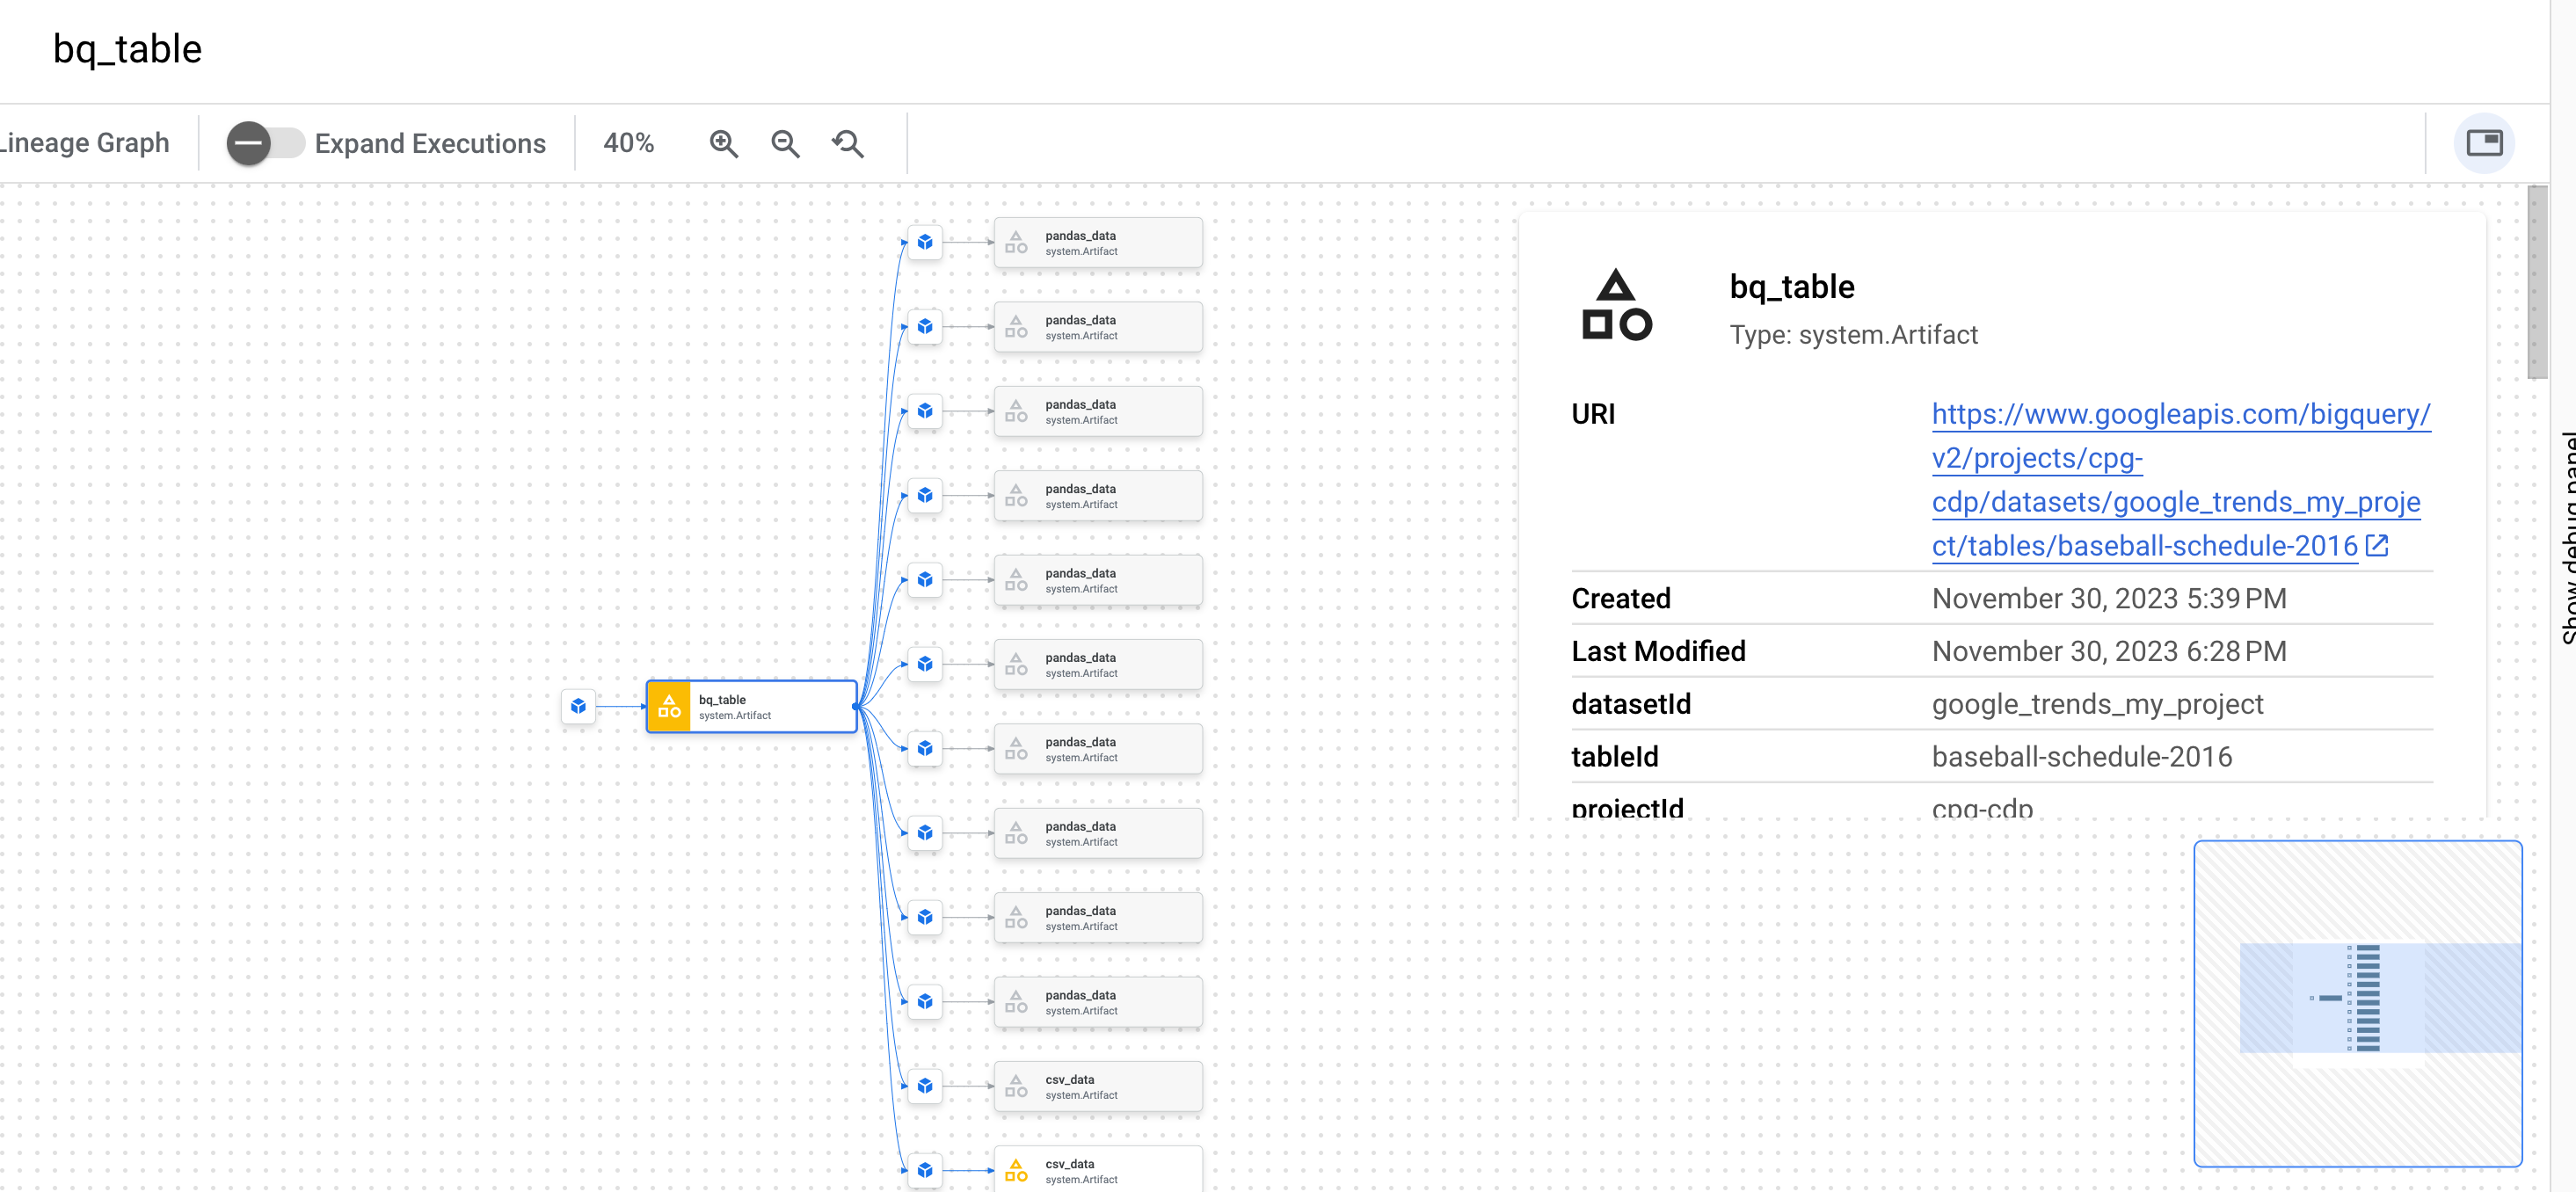 bq_table
Lineage Graph
Expand Executions
40%
pandas_data
system.Artifact
pandas_data
system.Artifact
pandas_data
system.Artifact
pandas_data
system.Artifact
pandas_data
system.Artifact
pandas_data
system.Artifact
bq_table
system.Artifact
pandas_data
system.Artifact
pandas_data
system.Artifact
pandas_data
system.Artifact
pandas_data
system.Artifact
csv_data
system.Artifact
csv_data
system.Artifact
bq_table
Type: system.Artifact
URI
https://www.googleapis.com/bigquery/
v2/projects/cpg-
cdp/datasets/google_trends_my_proje
ct/tables/baseball-schedule-2016
Created November 30, 2023 5:39 PM
Last Modified November 30, 2023 6:28 PM
datasetId google_trends_my_project
tableId baseball-schedule-2016
projectId cpg-cdp
Show debug panel